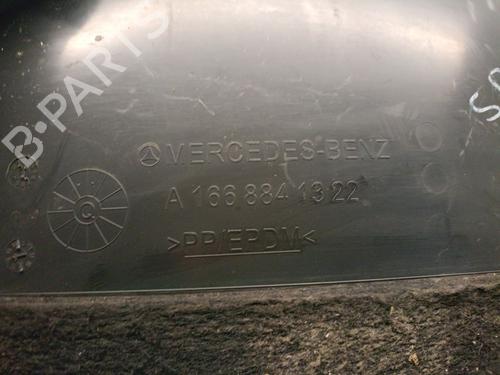 B-PARTS
MERCEDES-BENZ
A 166 884 13 22
>PP/EPDM<